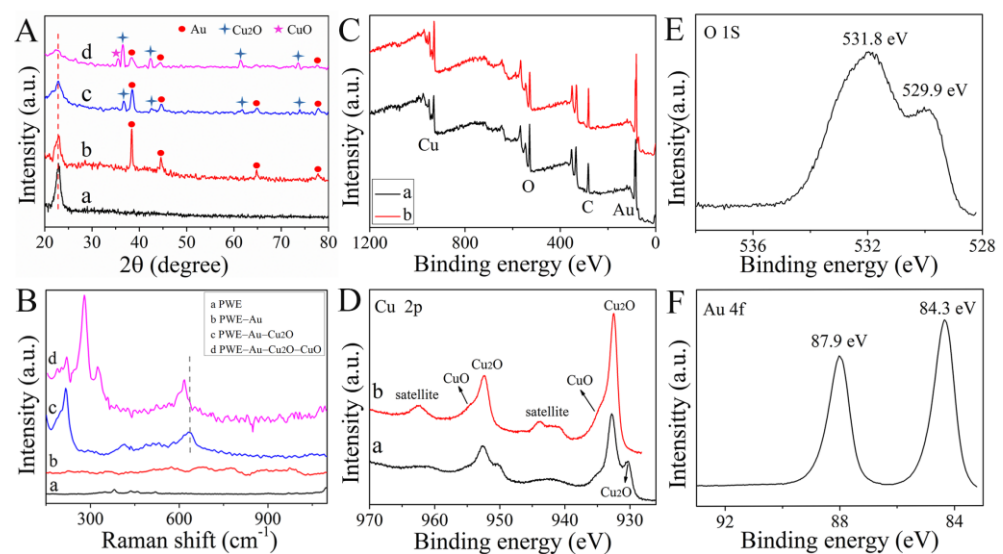 A
Au Cu₂O CuO
d
c
b
a
Intensity (a.u.)
20 30 40 50 60 70 80
2θ (degree)
B
a PWE
b PWE−Au
c PWE−Au−Cu₂O
d PWE−Au−Cu₂O−CuO
d
c
b
a
Intensity (a.u.)
300 600 900
Raman shift (cm⁻¹)
C
Cu
O
C
Au
a
b
Intensity (a.u.)
1200 800 400 0
Binding energy (eV)
D Cu 2p
Cu₂O
Cu₂O
CuO
CuO
satellite
satellite
b
a
Cu₂O
Intensity (a.u.)
970 960 950 940 930
Binding energy (eV)
E
O 1S
531.8 eV
529.9 eV
Intensity(a.u.)
536 532 528
Binding energy (eV)
F
Au 4f
84.3 eV
87.9 eV
Intensitty (a.u.)
92 88 84
Binding energy (eV)